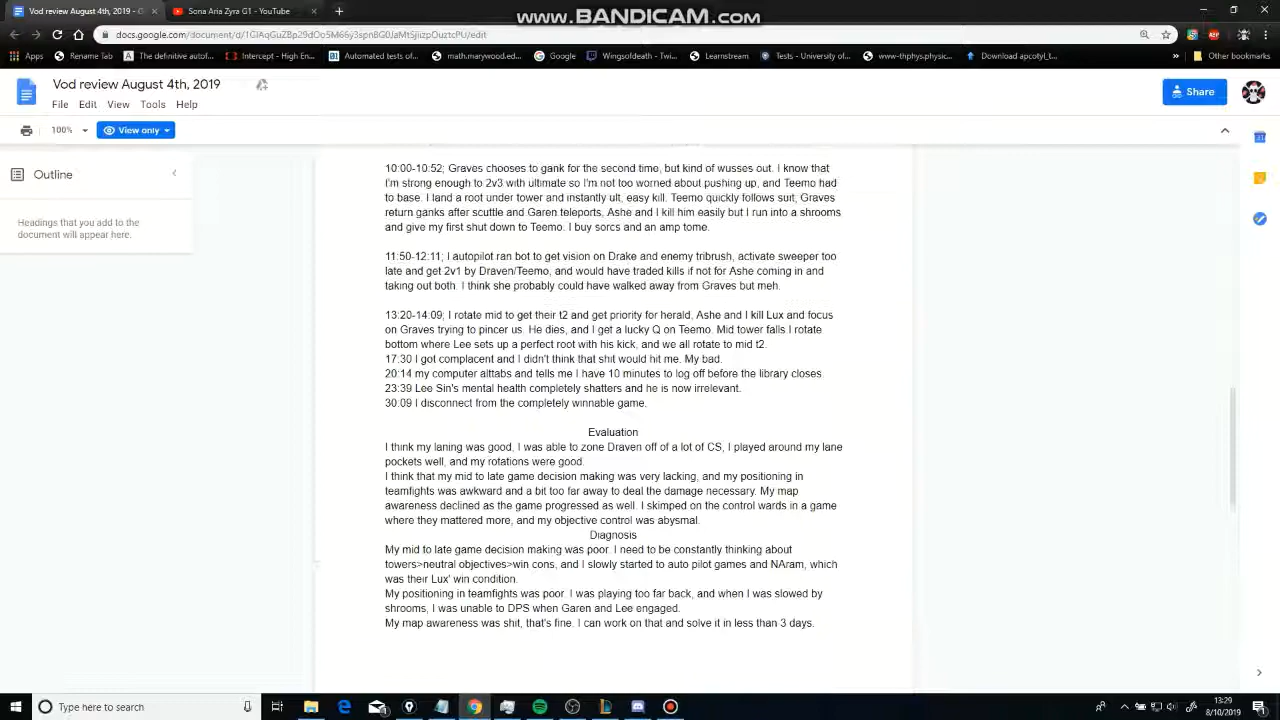 www.BANDICAM.com
Vod review August 4th, 2019 - G
Sona Aria Zyra G1 - YouTube
Apps
Rename Tab
The definitive autof...
Intercept - High En...
Automated tests of...
math.marywood.ed...
Google
Wingsofdeath - Twi...
Learnstream
Tests - University of...
www-thphys.physic...
Download apcotyl_t...
Other bookmarks
Vod review August 4th, 2019
Share
File Edit View Tools Help
100%
View only
Outline
Headings that you add to the
document will appear here.
10:00-10:52; Graves chooses to gank for the second time, but kind of wusses out. I know that
I'm strong enough to 2v3 with ultimate so I'm not too worried about pushing up, and Teemo had
to base. I land a root under tower and instantly ult, easy kill. Teemo quickly follows suit, Graves
return ganks after scuttle and Garen teleports, Ashe and I kill him easily but I run into a shrooms
and give my first shut down to Teemo. I buy sorcs and an amp tome.
11:50-12:11; I autopilot ran bot to get vision on Drake and enemy tribrush, activate sweeper too
late and get 2v1 by Draven/Teemo, and would have traded kills if not for Ashe coming in and
taking out both. I think she probably could have walked away from Graves but meh.
13:20-14:09; I rotate mid to get their t2 and get priority for herald, Ashe and I kill Lux and focus
on Graves trying to pincer us. He dies, and I get a lucky Q on Teemo. Mid tower falls I rotate
bottom where Lee sets up a perfect root with his kick, and we all rotate to mid t2.
17:30 I got complacent and I didn't think that shit would hit me. My bad.
20:14 my computer alttabs and tells me I have 10 minutes to log off before the library closes.
23:39 Lee Sin's mental health completely shatters and he is now irrelevant.
30:09 I disconnect from the completely winnable game.
Evaluation
I think my laning was good, I was able to zone Draven off of a lot of CS, I played around my lane
pockets well, and my rotations were good.
I think that my mid to late game decision making was very lacking, and my positioning in
teamfights was awkward and a bit too far away to deal the damage necessary. My map
awareness declined as the game progressed as well. I skimped on the control wards in a game
where they mattered more, and my objective control was abysmal.
Diagnosis
My mid to late game decision making was poor. I need to be constantly thinking about
towers>neutral objectives>win cons, and I slowly started to auto pilot games and NAram, which
was their Lux' win condition.
My positioning in teamfights was poor. I was playing too far back, and when I was slowed by
shrooms, I was unable to DPS when Garen and Lee engaged.
My map awareness was shit, that's fine. I can work on that and solve it in less than 3 days.
Type here to search
13:29
8/10/2019